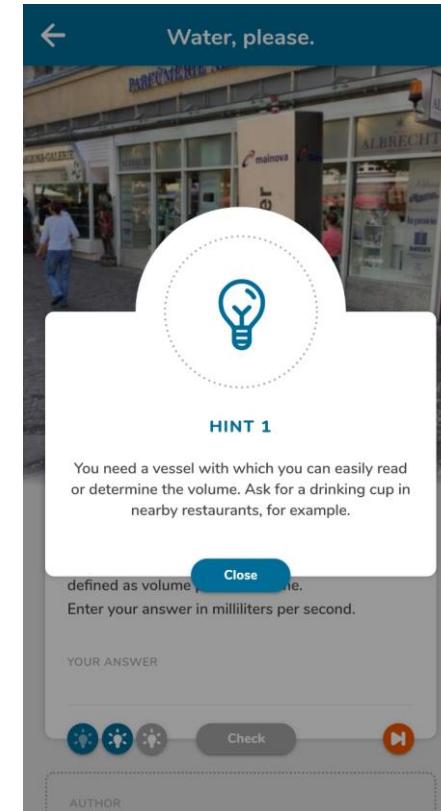 Water, please.
PARFÜMERIE
ALBRECHT
mainova
HINT 1
You need a vessel with which you can easily read
or determine the volume. Ask for a drinking cup in
nearby restaurants, for example.
Close
defined as volume
Enter your answer in milliliters per second.
YOUR ANSWER
Check
AUTHOR